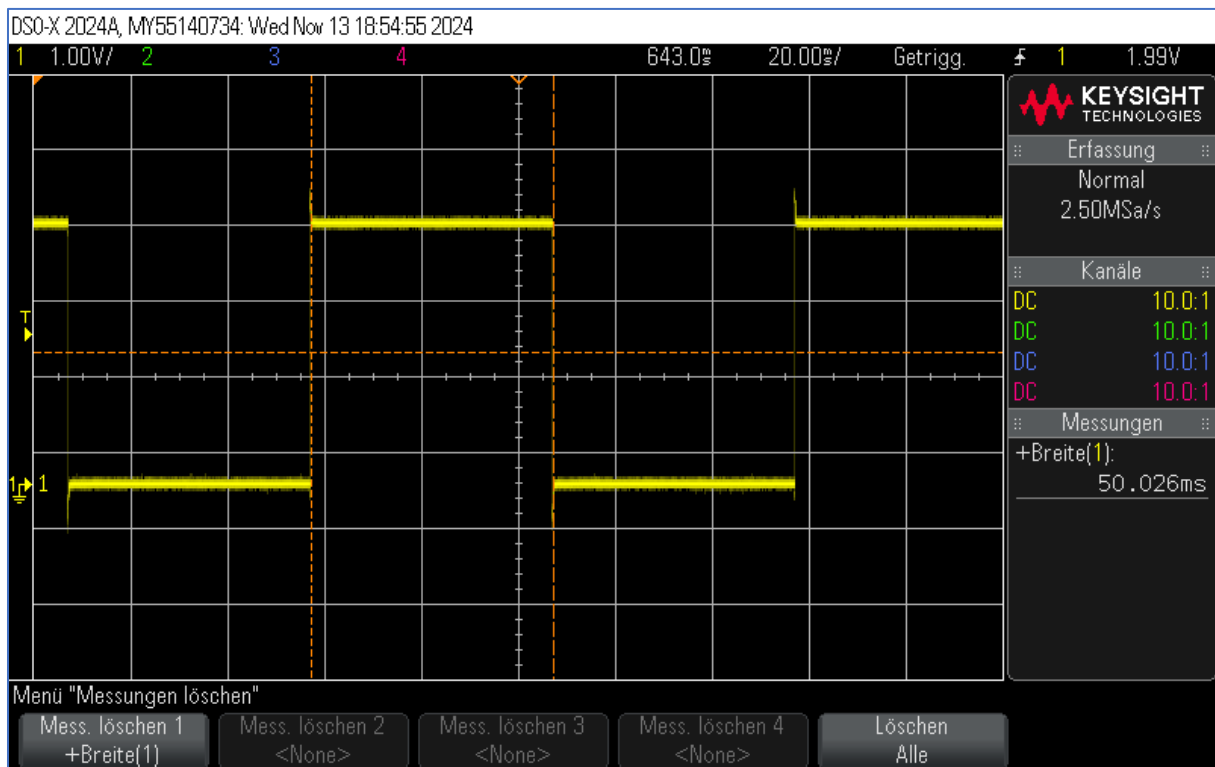 DSO-X 2024A, MY55140734: Wed Nov 13 18:54:55 2024
1 1.00V/ 2 3 4 643.0ms 20.00ms/ Getrigg. 1 1.99V
KEYSIGHT
TECHNOLOGIES
Erfassung
Normal
2.50MSa/s
Kanäle
DC 10.0:1
DC 10.0:1
DC 10.0:1
DC 10.0:1
Messungen
+Breite(1):
50.026ms
T
1 1
Menü "Messungen löschen"
Mess. löschen 1
+Breite(1)
Mess. löschen 2
<None>
Mess. löschen 3
<None>
Mess. löschen 4
<None>
Löschen
Alle